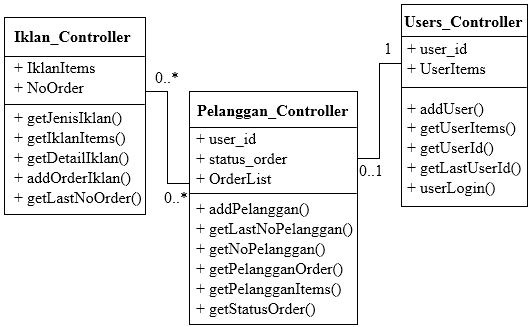 Iklan_Controller
+ IklanItems
+ NoOrder
+ getJenisIklan()
+ getIklanItems()
+ getDetailIklan()
+ addOrderIklan()
+ getLastNoOrder()
0..*
0..*
Pelanggan_Controller
+ user_id
+ status_order
+ OrderList
+ addPelanggan()
+ getLastNoPelanggan()
+ getNoPelanggan()
+ getPelangganOrder()
+ getPelangganItems()
+ getStatusOrder()
1
0..1
Users_Controller
+ user_id
+ UserItems
+ addUser()
+ getUserItems()
+ getUserId()
+ getLastUserId()
+ userLogin()